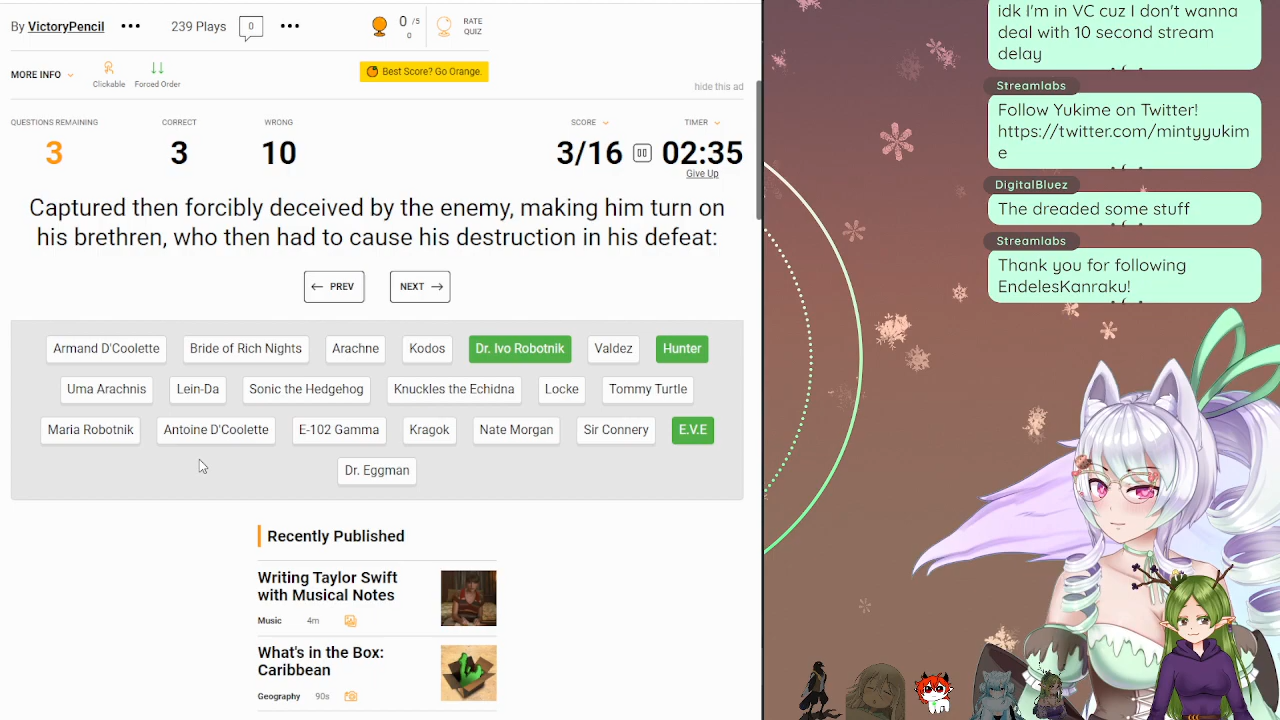 By VictoryPencil
239 Plays
0
0 /5
0
RATE
QUIZ
MORE INFO
Clickable
Forced Order
Best Score? Go Orange.
hide this ad
QUESTIONS REMAINING
3
CORRECT
3
WRONG
10
SCORE
3/16
TIMER
02:35
Give Up
Captured then forcibly deceived by the enemy, making him turn on
his brethren, who then had to cause his destruction in his defeat:
← PREV
NEXT →
Armand D'Coolette
Bride of Rich Nights
Arachne
Kodos
Dr. Ivo Robotnik
Valdez
Hunter
Uma Arachnis
Lein-Da
Sonic the Hedgehog
Knuckles the Echidna
Locke
Tommy Turtle
Maria Robotnik
Antoine D'Coolette
E-102 Gamma
Kragok
Nate Morgan
Sir Connery
E.V.E
Dr. Eggman
Recently Published
Writing Taylor Swift
with Musical Notes
Music 4m
What's in the Box:
Caribbean
Geography 90s
idk I'm in VC cuz I don't wanna
deal with 10 second stream
delay
Streamlabs
Follow Yukime on Twitter!
https://twitter.com/mintyyukim
e
DigitalBluez
The dreaded some stuff
Streamlabs
Thank you for following
EndelesKanraku!